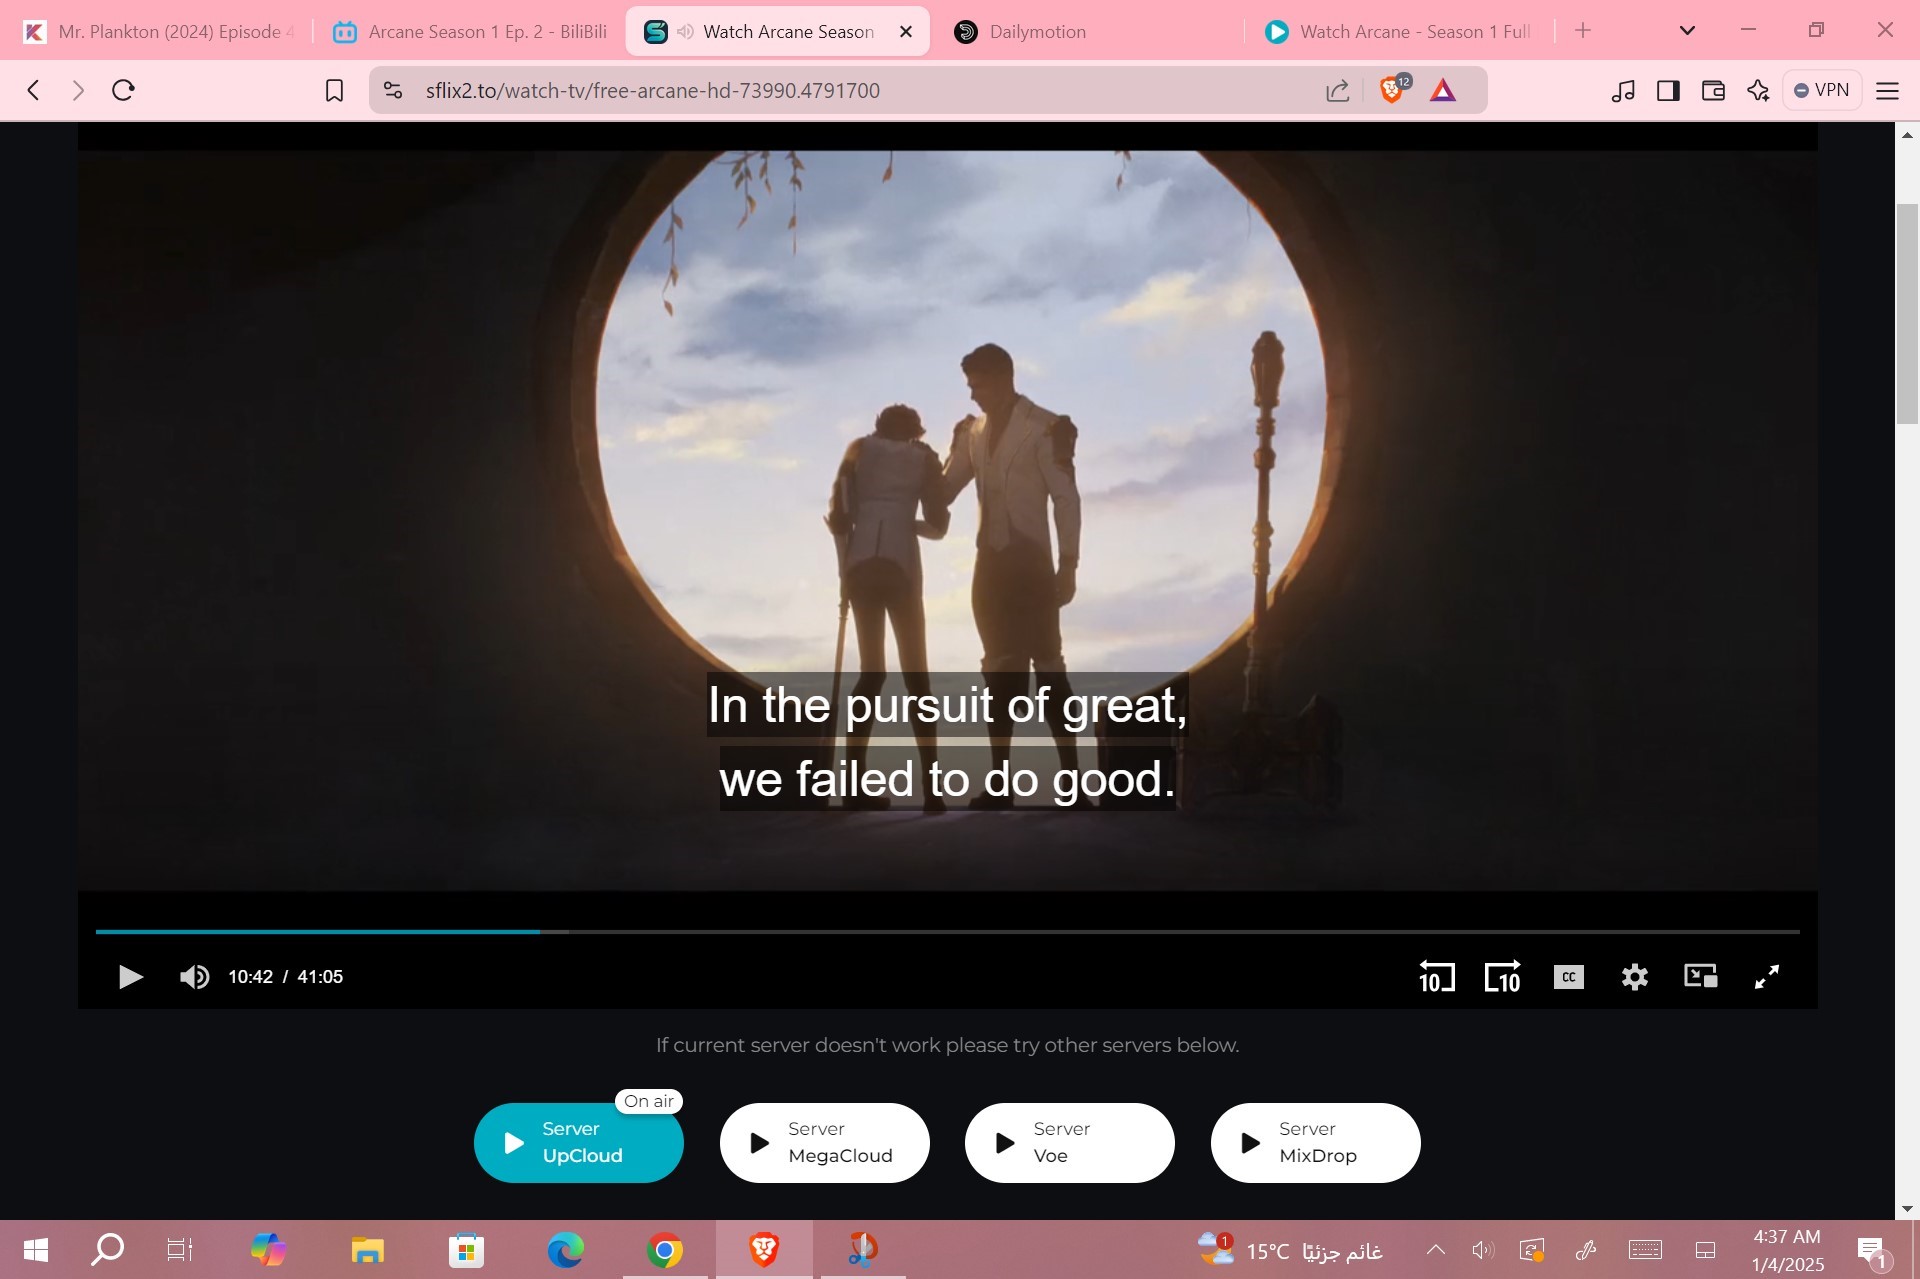 Mr. Plankton (2024) Episode 4
Arcane Season 1 Ep. 2 - BiliBili
Watch Arcane Season
Dailymotion
Watch Arcane - Season 1 Full
sflix2.to/watch-tv/free-arcane-hd-73990.4791700
12
VPN
In the pursuit of great,
we failed to do good.
10:42 / 41:05
10
10
CC
If current server doesn't work please try other servers below.
On air
Server
UpCloud
Server
MegaCloud
Server
Voe
Server
MixDrop
1
15°C غائم جزئيًا
4:37 AM
1/4/2025
1